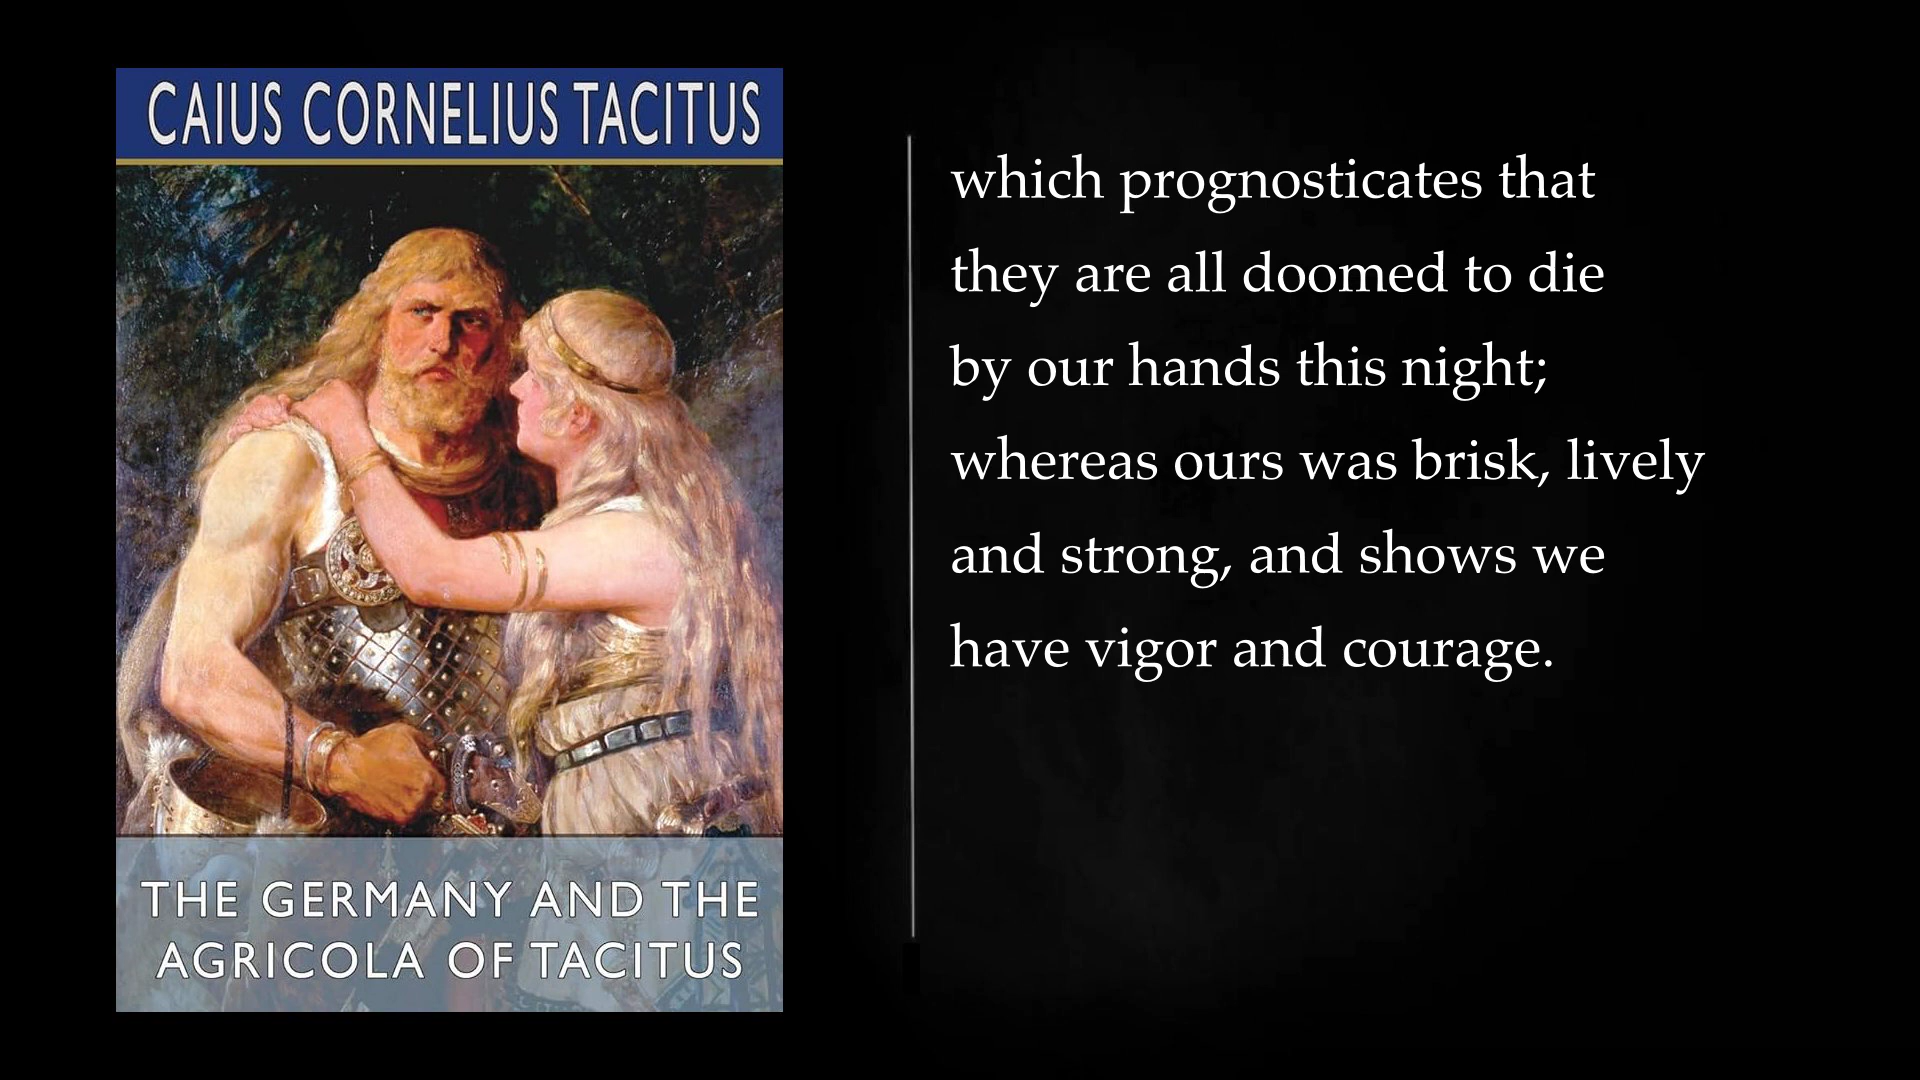 CAIUS CORNELIUS TACITUS
THE GERMANY AND THE
AGRICOLA OF TACITUS
which prognosticates that
they are all doomed to die
by our hands this night;
whereas ours was brisk, lively
and strong, and shows we
have vigor and courage.